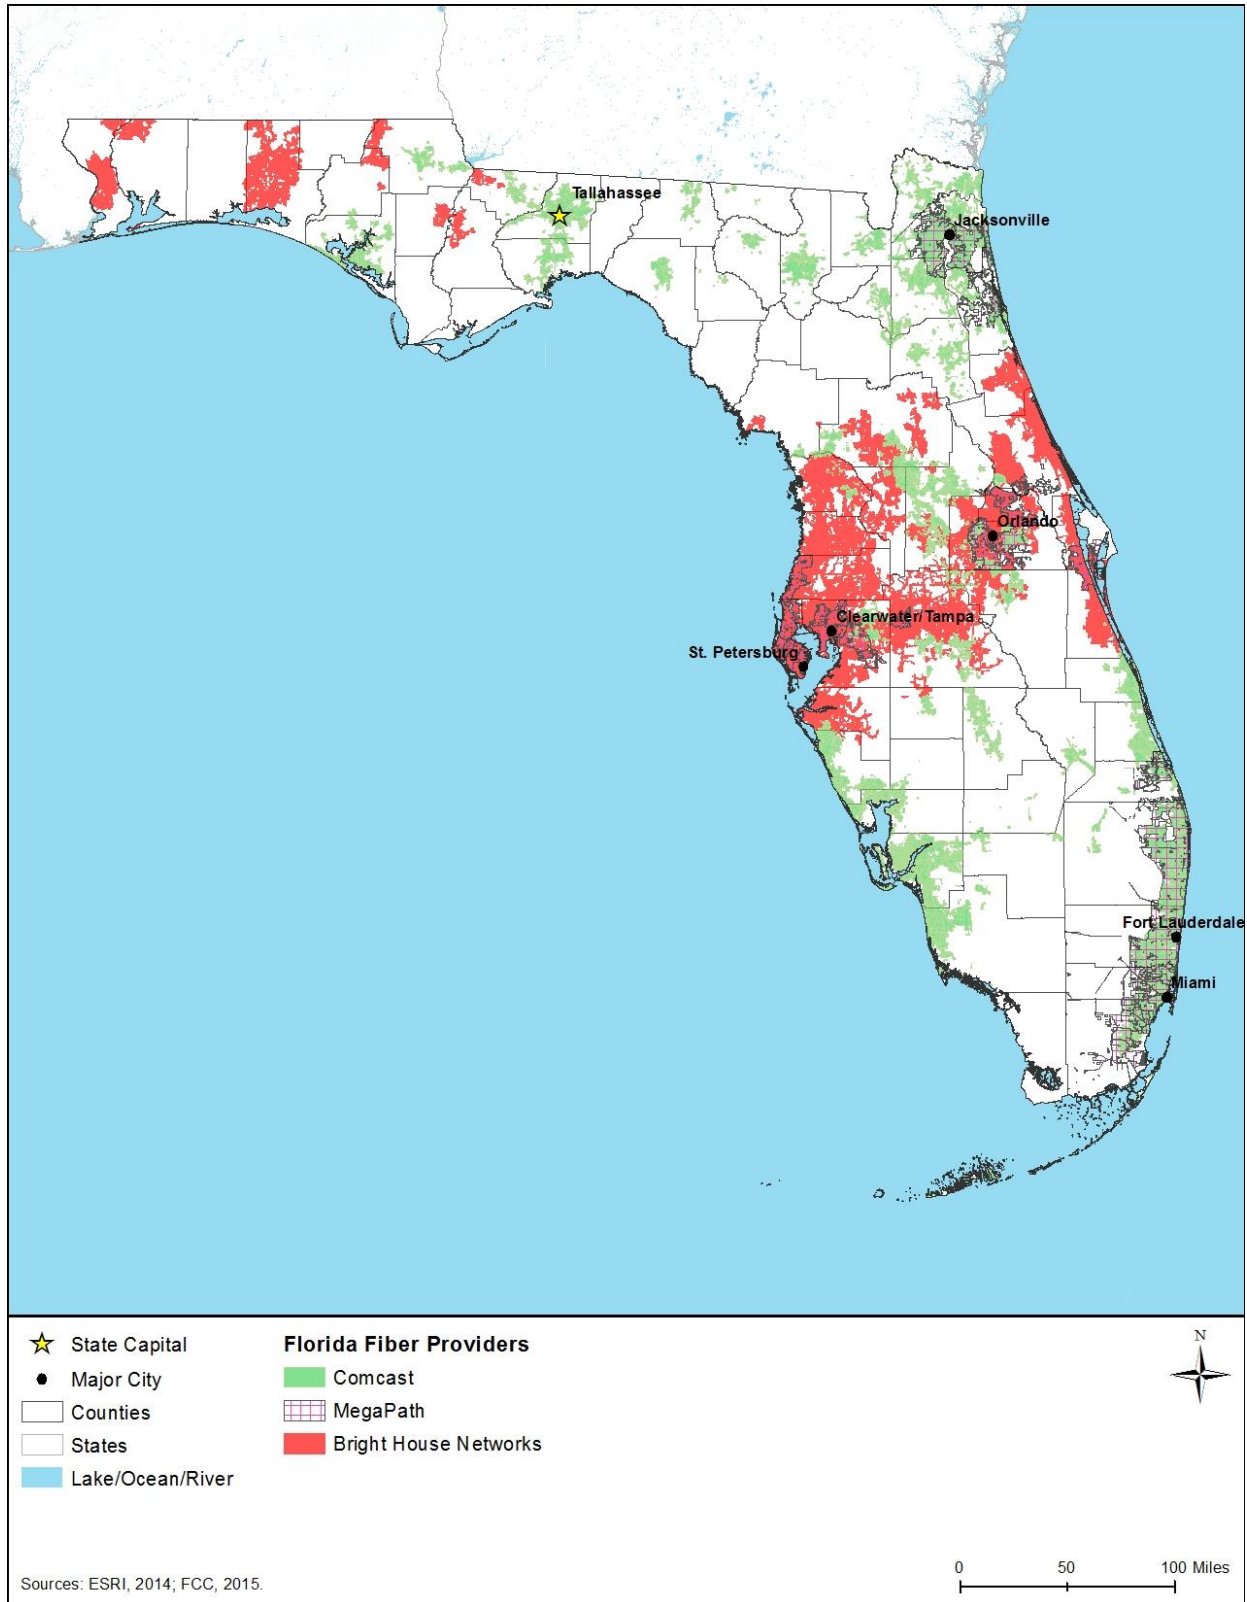 Tallahassee
Jacksonville
Orlando
Clearwater/Tampa
St. Petersburg
Fort Lauderdale
Miami
State Capital
Major City
Counties
States
Lake/Ocean/River
Florida Fiber Providers
Comcast
MegaPath
Bright House Networks
N
0 50 100 Miles
Sources: ESRI, 2014; FCC, 2015.